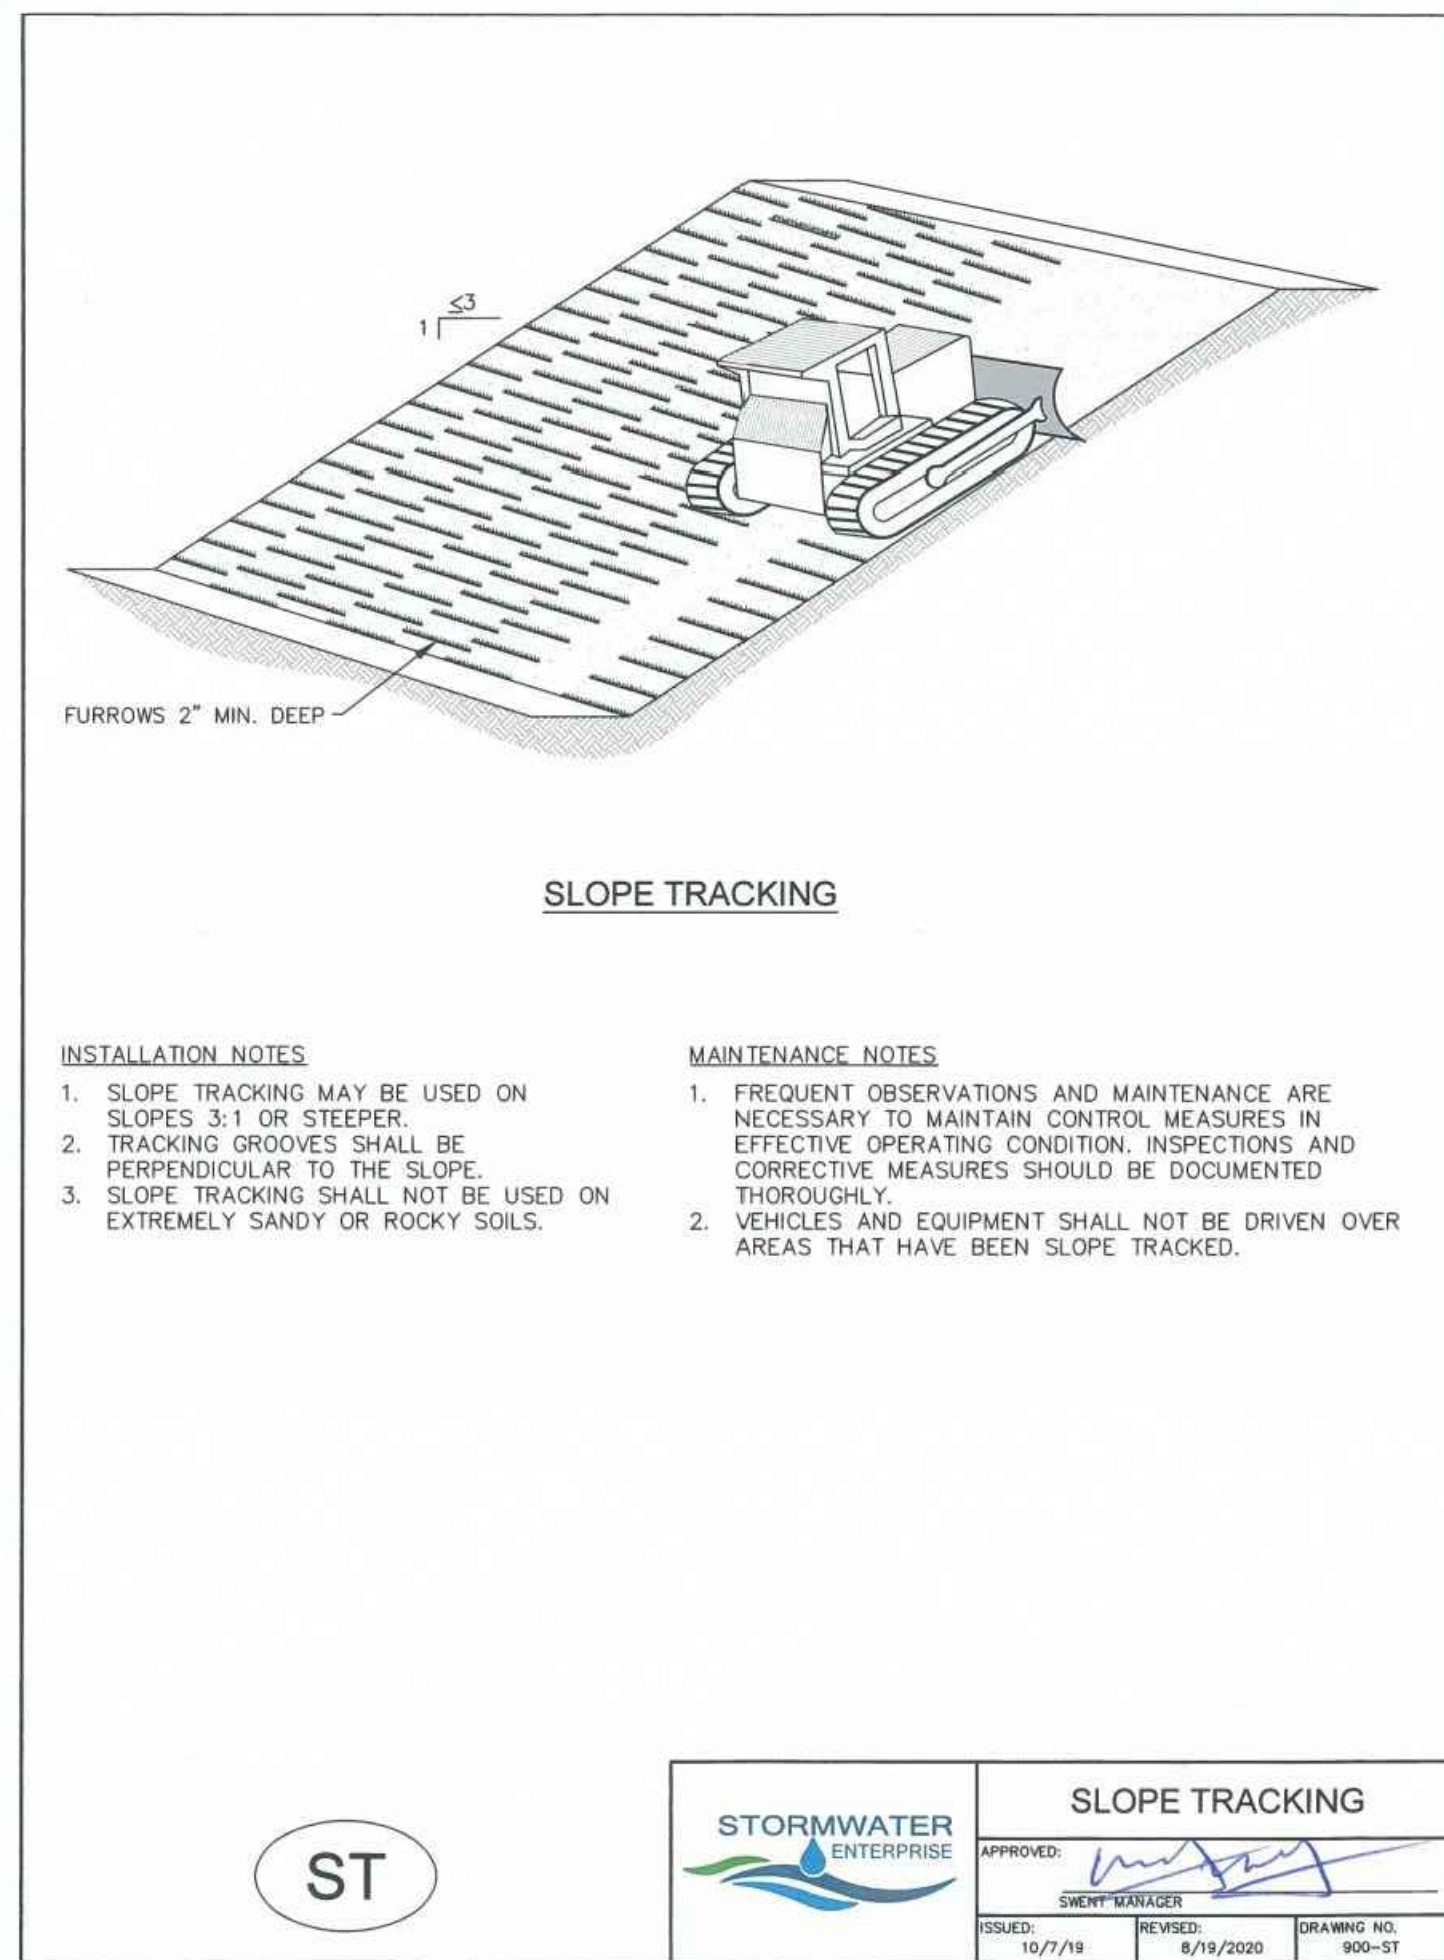 ≤3
1
FURROWS 2" MIN. DEEP
SLOPE TRACKING
INSTALLATION NOTES
1. SLOPE TRACKING MAY BE USED ON
SLOPES 3:1 OR STEEPER.
2. TRACKING GROOVES SHALL BE
PERPENDICULAR TO THE SLOPE.
3. SLOPE TRACKING SHALL NOT BE USED ON
EXTREMELY SANDY OR ROCKY SOILS.
MAINTENANCE NOTES
1. FREQUENT OBSERVATIONS AND MAINTENANCE ARE
NECESSARY TO MAINTAIN CONTROL MEASURES IN
EFFECTIVE OPERATING CONDITION. INSPECTIONS AND
CORRECTIVE MEASURES SHOULD BE DOCUMENTED
THOROUGHLY.
2. VEHICLES AND EQUIPMENT SHALL NOT BE DRIVEN OVER
AREAS THAT HAVE BEEN SLOPE TRACKED.
ST
STORMWATER
ENTERPRISE
SLOPE TRACKING
APPROVED:
SWENT MANAGER
ISSUED:
10/7/19
REVISED:
8/19/2020
DRAWING NO.
900-ST